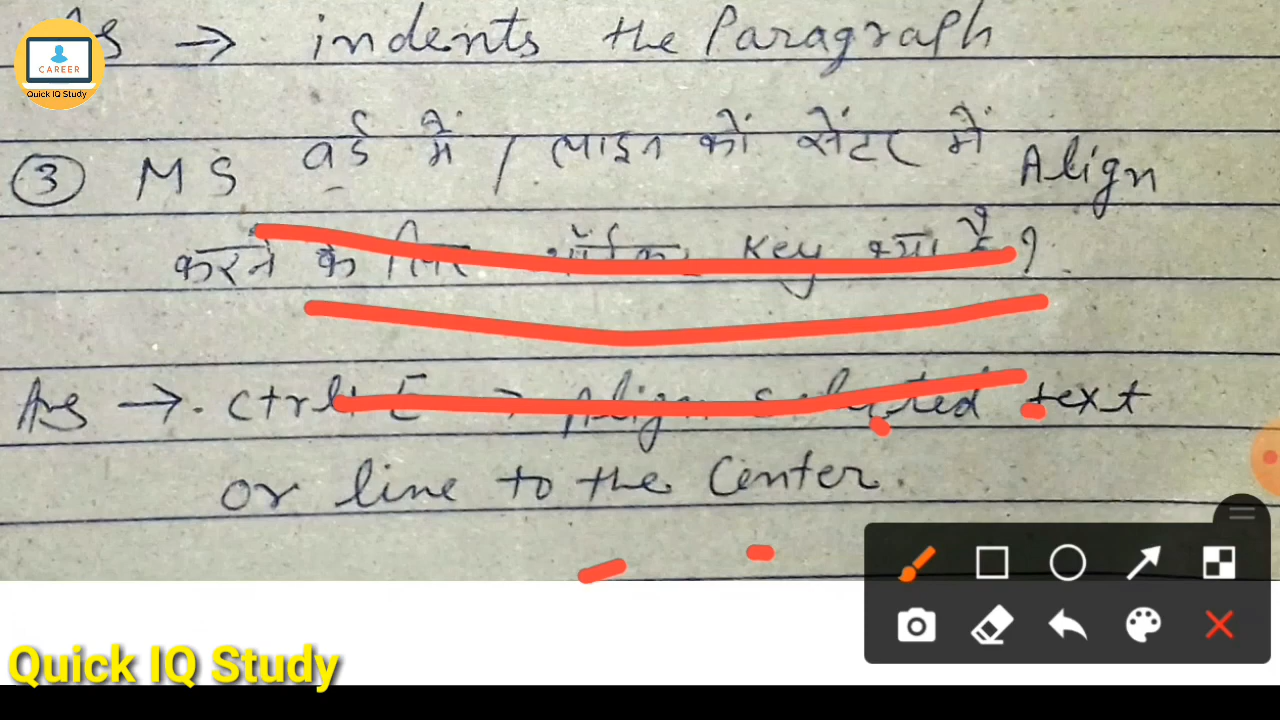 Ans → indents the Paragraph
CAREER
Quick IQ Study
③ MS वर्ड में / लाइन को सेंटर में Align
करने के लिए शॉर्टकट Key क्या है?
Ans → . ctrl+E → Align selected text
or line to the Center.
Quick IQ Study